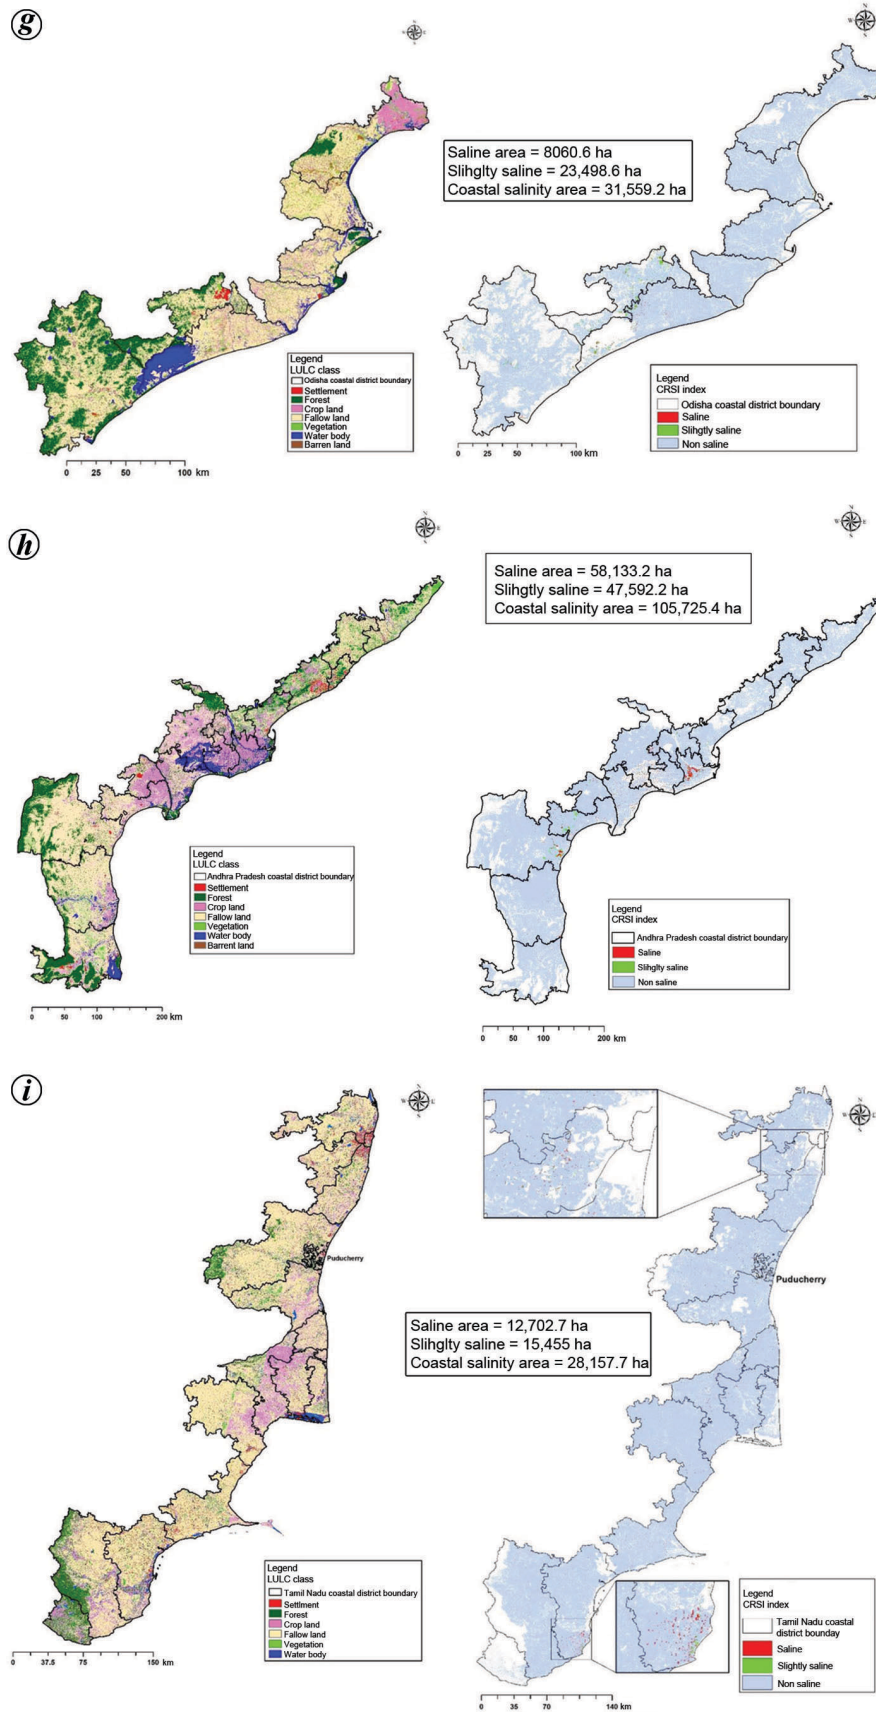 g
N
W E
S
N
W E
S
Saline area = 8060.6 ha
Slihglty saline = 23,498.6 ha
Coastal salinity area = 31,559.2 ha
Legend
LULC class
Odisha coastal district boundary
Settlement
Forest
Crop land
Fallow land
Vegetation
Water body
Barren land
0 25 50 100 km
Legend
CRSI index
Odisha coastal district boundary
Saline
Slihgtly saline
Non saline
0 25 50 100 km
h
N
W E
S
N
W E
S
Saline area = 58,133.2 ha
Slihgtly saline = 47,592.2 ha
Coastal salinity area = 105,725.4 ha
Legend
LULC class
Andhra Pradesh coastal district boundary
Settlement
Forest
Crop land
Fallow land
Vegetation
Water body
Barrent land
0 50 100 200 km
Legend
CRSI index
Andhra Pradesh coastal district boundary
Saline
Slihglty saline
Non saline
0 50 100 200 km
i
N
W E
S
N
W E
S
Puducherry
Puducherry
Saline area = 12,702.7 ha
Slihglty saline = 15,455 ha
Coastal salinity area = 28,157.7 ha
Legend
LULC class
Tamil Nadu coastal district boundary
Settlment
Forest
Crop land
Fallow land
Vegetation
Water body
0 37.5 75 150 km
Legend
CRSI index
Tamil Nadu coastal
district bounday
Saline
Slightly saline
Non saline
0 35 70 140 km